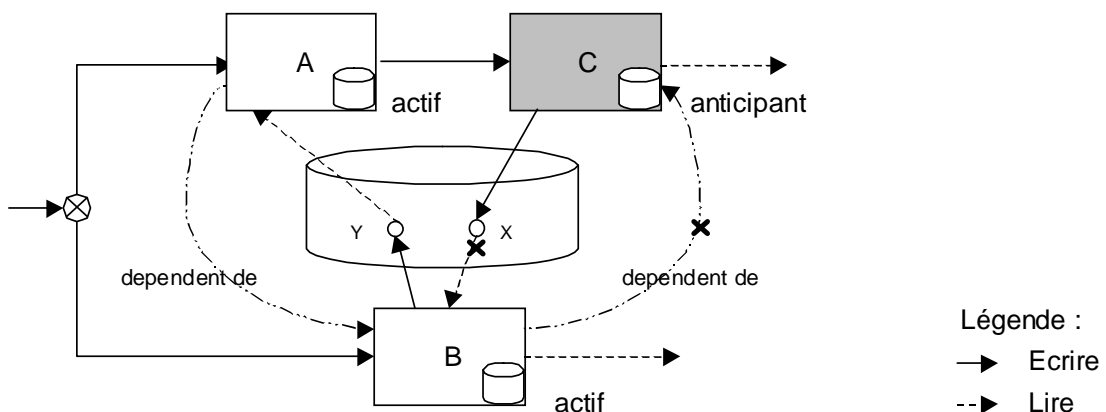 A
C
actif
anticipant
Y
X
dependent de
dependent de
B
actif
Légende :
Ecrire
Lire